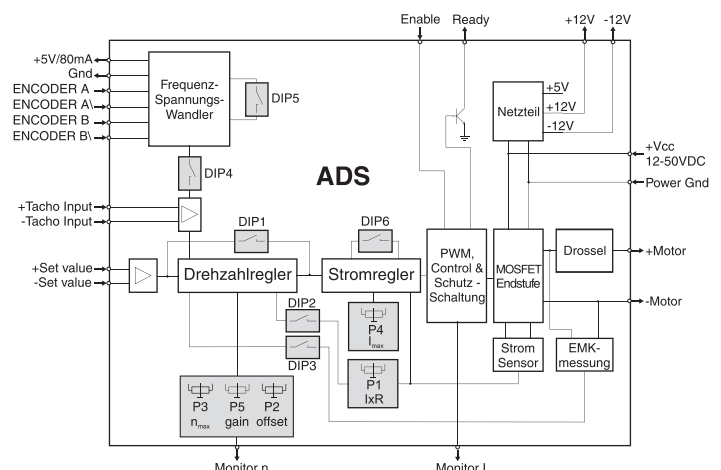 Enable
Ready
+12V
-12V
+5V/80mA
Gnd
ENCODER A
ENCODER A\
ENCODER B
ENCODER B\
Frequenz-
Spannungs-
Wandler
DIP5
DIP4
ADS
Netzteil
+5V
+12V
-12V
+Vcc
12-50VDC
Power Gnd
+Tacho Input
-Tacho Input
DIP1
DIP6
+Set value
-Set value
Drehzahlregler
Stromregler
PWM,
Control &
Schutz -
Schaltung
MOSFET
Endstufe
Drossel
+Motor
-Motor
DIP2
DIP3
P4
Imax
P1
IxR
Strom
Sensor
EMK-
messung
P3
nmax
P5
gain
P2
offset
Monitor n
Monitor I